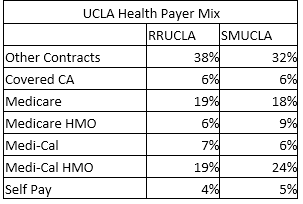 UCLA Health Payer Mix
RRUCLA SMUCLA
Other Contracts 38% 32%
Covered CA 6% 6%
Medicare 19% 18%
Medicare HMO 6% 9%
Medi-Cal 7% 6%
Medi-Cal HMO 19% 24%
Self Pay 4% 5%